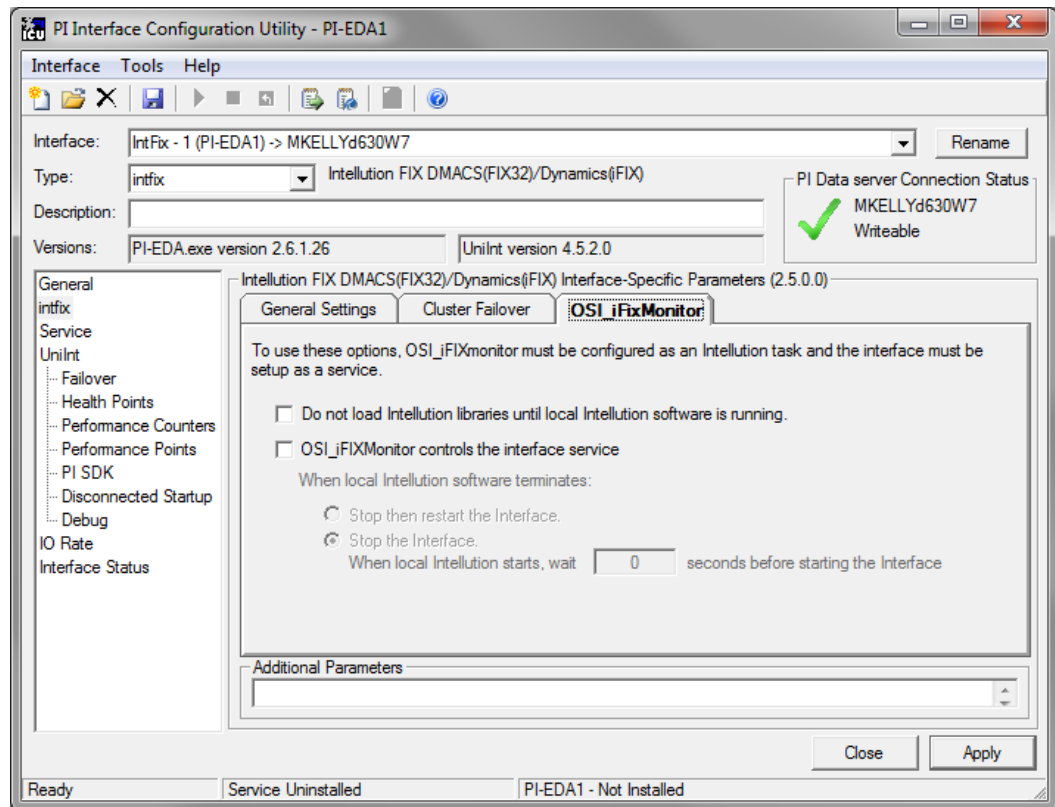 PI Interface Configuration Utility - PI-EDA1
Interface Tools Help
Interface: IntFix - 1 (PI-EDA1) -> MKELLYd630W7 Rename
Type: intfix Intellution FIX DMACS(FIX32)/Dynamics(iFIX)
PI Data server Connection Status
MKELLYd630W7
Writeable
Description:
Versions: PI-EDA.exe version 2.6.1.26 UniInt version 4.5.2.0
General
intfix
Service
UniInt
Failover
Health Points
Performance Counters
Performance Points
PI SDK
Disconnected Startup
Debug
IO Rate
Interface Status
Intellution FIX DMACS(FIX32)/Dynamics(iFIX) Interface-Specific Parameters (2.5.0.0)
General Settings Cluster Failover OSI_iFixMonitor
To use these options, OSI_iFIXmonitor must be configured as an Intellution task and the interface must be
setup as a service.
Do not load Intellution libraries until local Intellution software is running.
OSI_iFIXMonitor controls the interface service
When local Intellution software terminates:
Stop then restart the Interface.
Stop the Interface.
When local Intellution starts, wait 0 seconds before starting the Interface
Additional Parameters
Close Apply
Ready Service Uninstalled PI-EDA1 - Not Installed